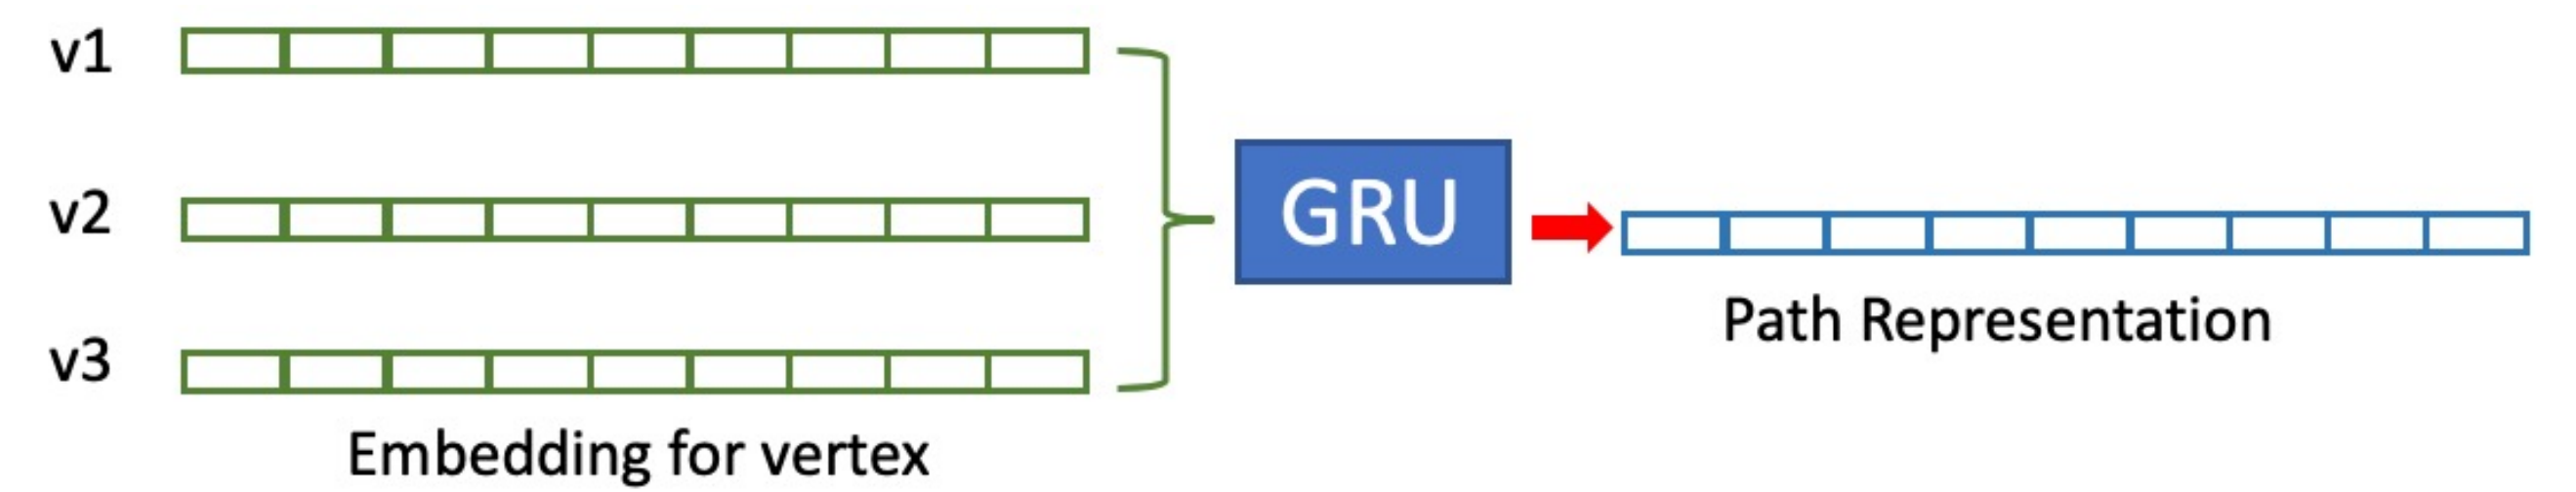 v1
v2
v3
Embedding for vertex
GRU
Path Representation